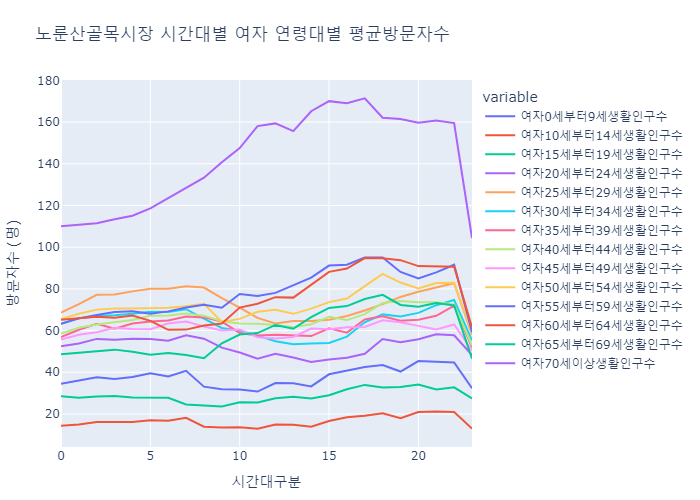 노룬산골목시장 시간대별 여자 연령대별 평균방문자수
variable
여자0세부터9세생활인구수
여자10세부터14세생활인구수
여자15세부터19세생활인구수
여자20세부터24세생활인구수
여자25세부터29세생활인구수
여자30세부터34세생활인구수
여자35세부터39세생활인구수
여자40세부터44세생활인구수
여자45세부터49세생활인구수
여자50세부터54세생활인구수
여자55세부터59세생활인구수
여자60세부터64세생활인구수
여자65세부터69세생활인구수
여자70세이상생활인구수
방문자수 (명)
180
160
140
120
100
80
60
40
20
0 5 10 15 20
시간대구분